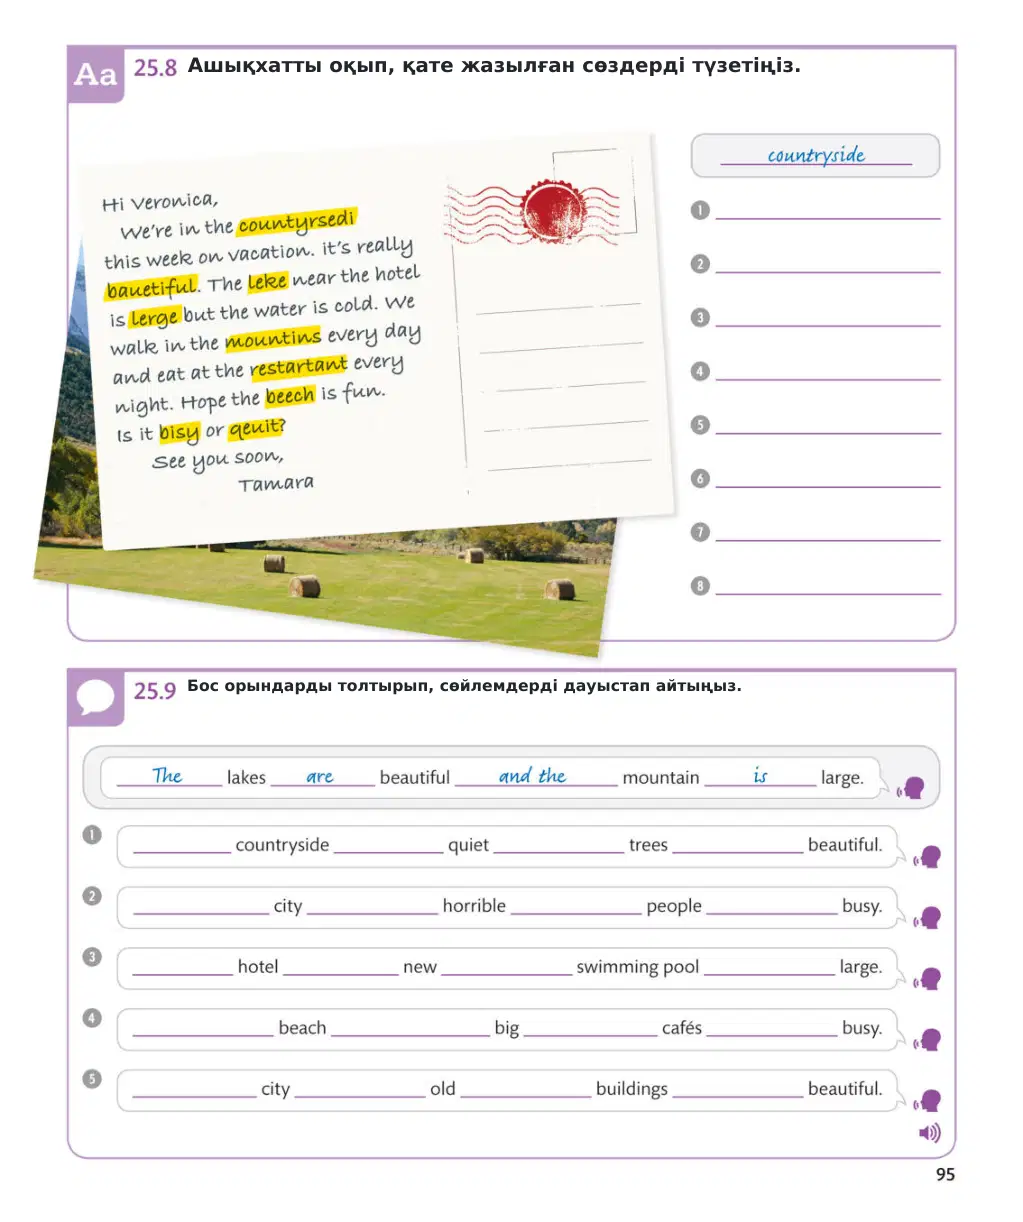 Aa 25.8 Ашықхатты оқып, қате жазылған сөздерді түзетіңіз.
Hi Veronica,
We're in the countyrsedi
this week on vacation. it's really
bauetiful. The leke near the hotel
is lerge but the water is cold. We
walk in the mountins every day
and eat at the restartant every
night. Hope the beech is fun.
Is it bisy or qeuit?
See you soon,
Tamara
countryside
1
2
3
4
5
6
7
8
25.9 Бос орындарды толтырып, сөйлемдерді дауыстап айтыңыз.
The lakes are beautiful and the mountain is large.
1 countryside quiet trees beautiful.
2 city horrible people busy.
3 hotel new swimming pool large.
4 beach big cafés busy.
5 city old buildings beautiful.
95